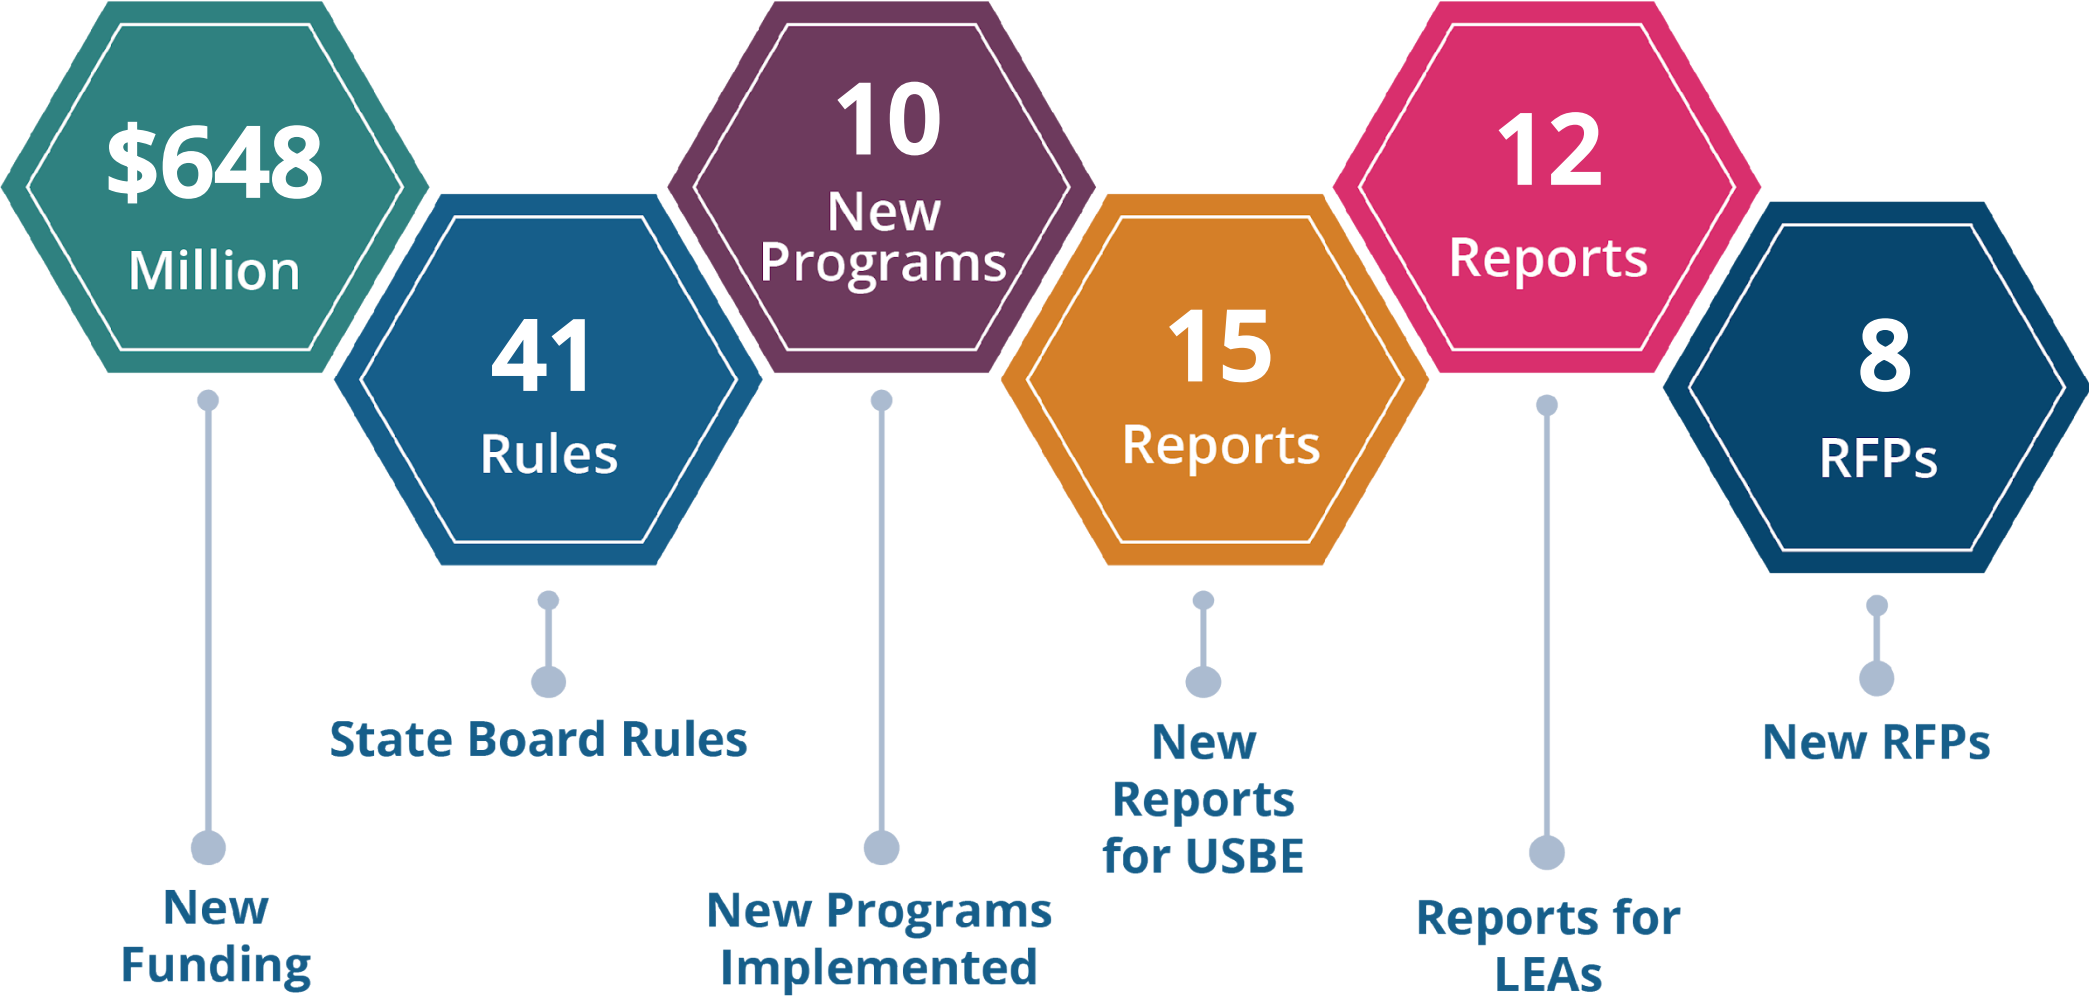 $648
Million
41
Rules
10
New
Programs
15
Reports
12
Reports
8
RFPs
New
Funding
State Board Rules
New Programs
Implemented
New
Reports
for USBE
Reports for
LEAs
New RFPs